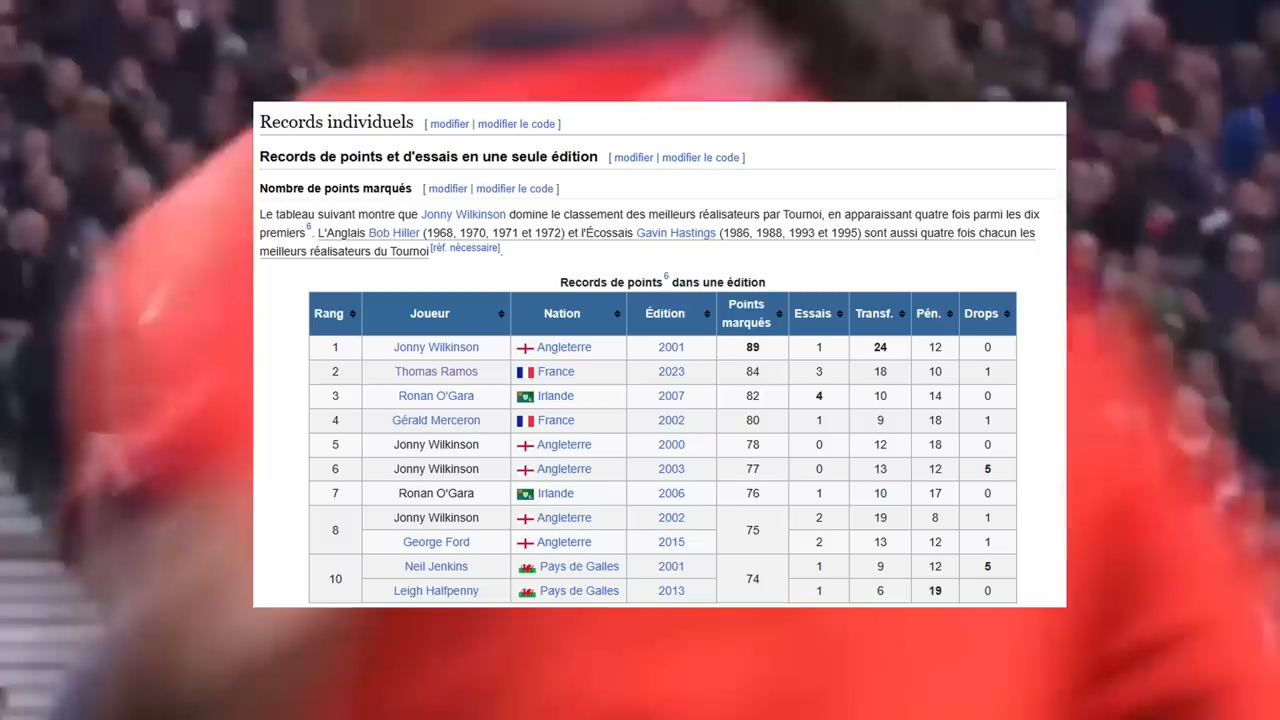 Records individuels [ modifier | modifier le code ]
Records de points et d'essais en une seule édition [ modifier | modifier le code ]
Nombre de points marqués [ modifier | modifier le code ]
Le tableau suivant montre que Jonny Wilkinson domine le classement des meilleurs réalisateurs par Tournoi, en apparaissant quatre fois parmi les dix
premiers6. L'Anglais Bob Hiller (1968, 1970, 1971 et 1972) et l'Écossais Gavin Hastings (1986, 1988, 1993 et 1995) sont aussi quatre fois chacun les
meilleurs réalisateurs du Tournoi[réf. nécessaire].
Records de points6 dans une édition
Rang Joueur Nation Édition Points marqués Essais Transf. Pén. Drops
1 Jonny Wilkinson Angleterre 2001 89 1 24 12 0
2 Thomas Ramos France 2023 84 3 18 10 1
3 Ronan O'Gara Irlande 2007 82 4 10 14 0
4 Gérald Merceron France 2002 80 1 9 18 1
5 Jonny Wilkinson Angleterre 2000 78 0 12 18 0
6 Jonny Wilkinson Angleterre 2003 77 0 13 12 5
7 Ronan O'Gara Irlande 2006 76 1 10 17 0
8 Jonny Wilkinson Angleterre 2002 75 2 19 8 1
George Ford Angleterre 2015 2 13 12 1
10 Neil Jenkins Pays de Galles 2001 74 1 9 12 5
Leigh Halfpenny Pays de Galles 2013 1 6 19 0